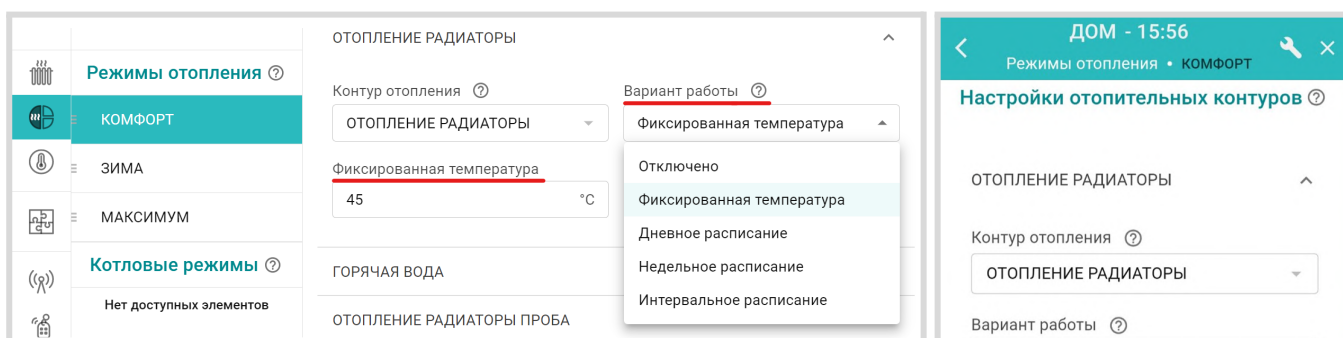 ОТОПЛЕНИЕ РАДИАТОРЫ
Режимы отопления
КОМФОРТ
ЗИМА
МАКСИМУМ
Котловые режимы
Нет доступных элементов
Контур отопления
ОТОПЛЕНИЕ РАДИАТОРЫ
Вариант работы
Фиксированная температура
Фиксированная температура
45 °C
Отключено
Фиксированная температура
Дневное расписание
Недельное расписание
Интервальное расписание
ГОРЯЧАЯ ВОДА
ОТОПЛЕНИЕ РАДИАТОРЫ ПРОБА
ДОМ - 15:56
Режимы отопления • КОМФОРТ
Настройки отопительных контуров
ОТОПЛЕНИЕ РАДИАТОРЫ
Контур отопления
ОТОПЛЕНИЕ РАДИАТОРЫ
Вариант работы